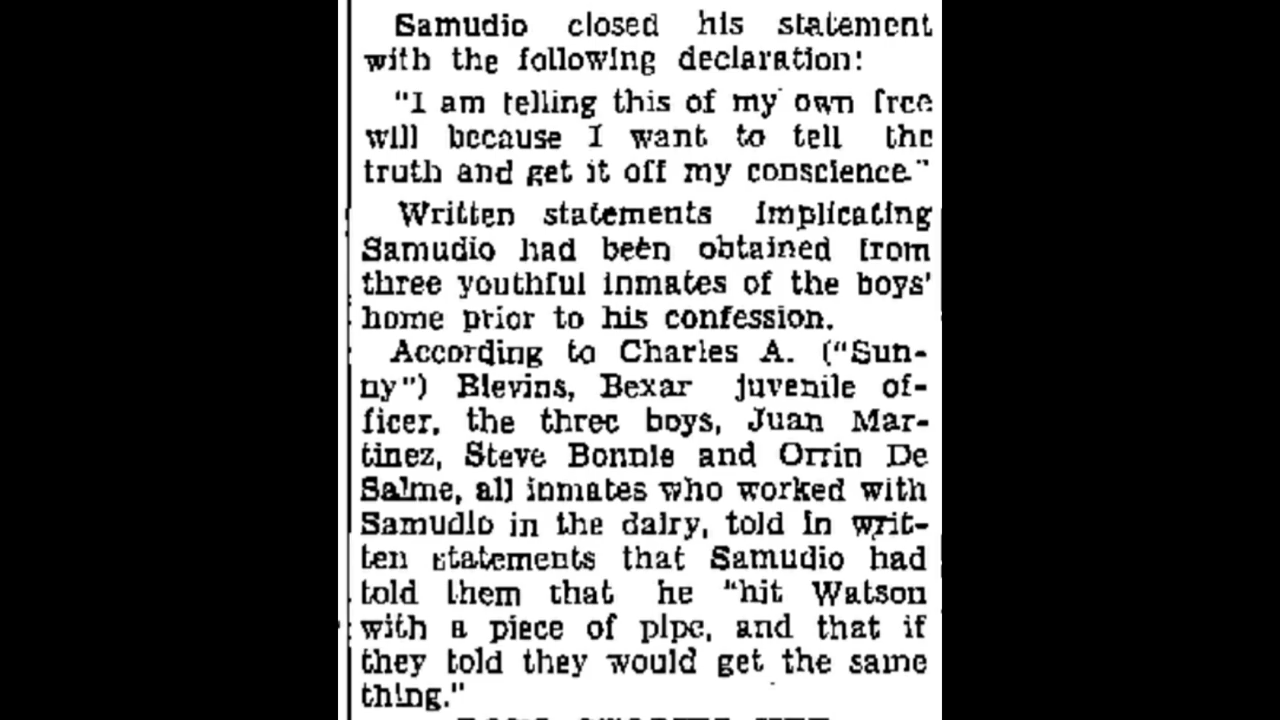 Samudio closed his statement
with the following declaration:
"I am telling this of my own free
will because I want to tell the
truth and get it off my conscience."
Written statements implicating
Samudio had been obtained from
three youthful inmates of the boys'
home prior to his confession.
According to Charles A. ("Sun-
ny") Blevins, Bexar juvenile of-
ficer, the three boys, Juan Mar-
tinez, Steve Bonnie and Orrin De
Salme, all inmates who worked with
Samudio in the dairy, told in writ-
ten statements that Samudio had
told them that he "hit Watson
with a piece of pipe, and that if
they told they would get the same
thing."